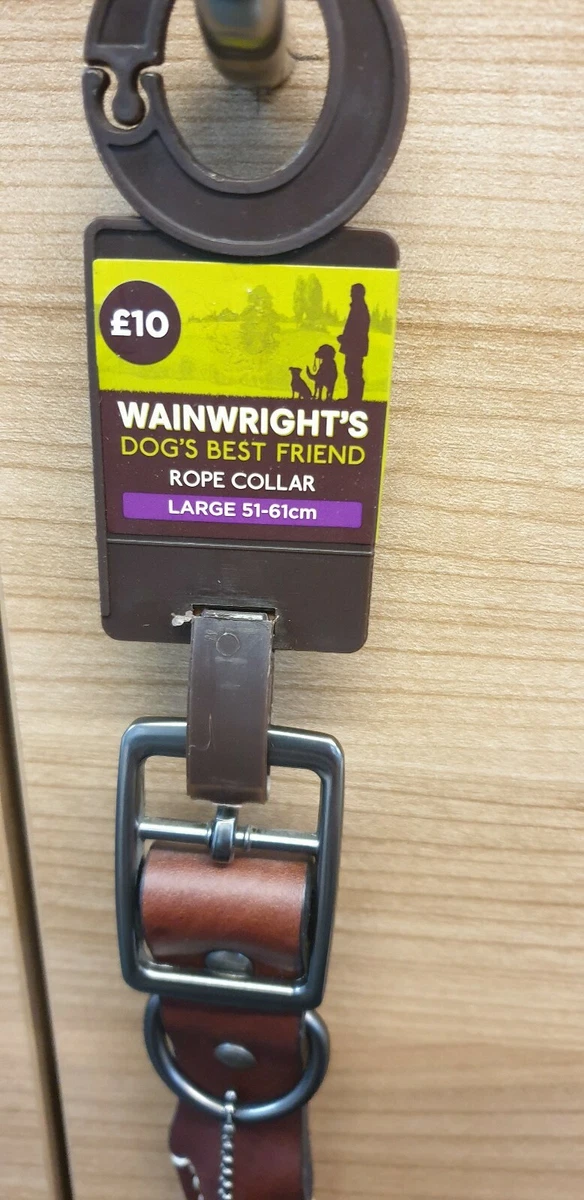 £10
WAINWRIGHT'S
DOG'S BEST FRIEND
ROPE COLLAR
LARGE 51-61cm